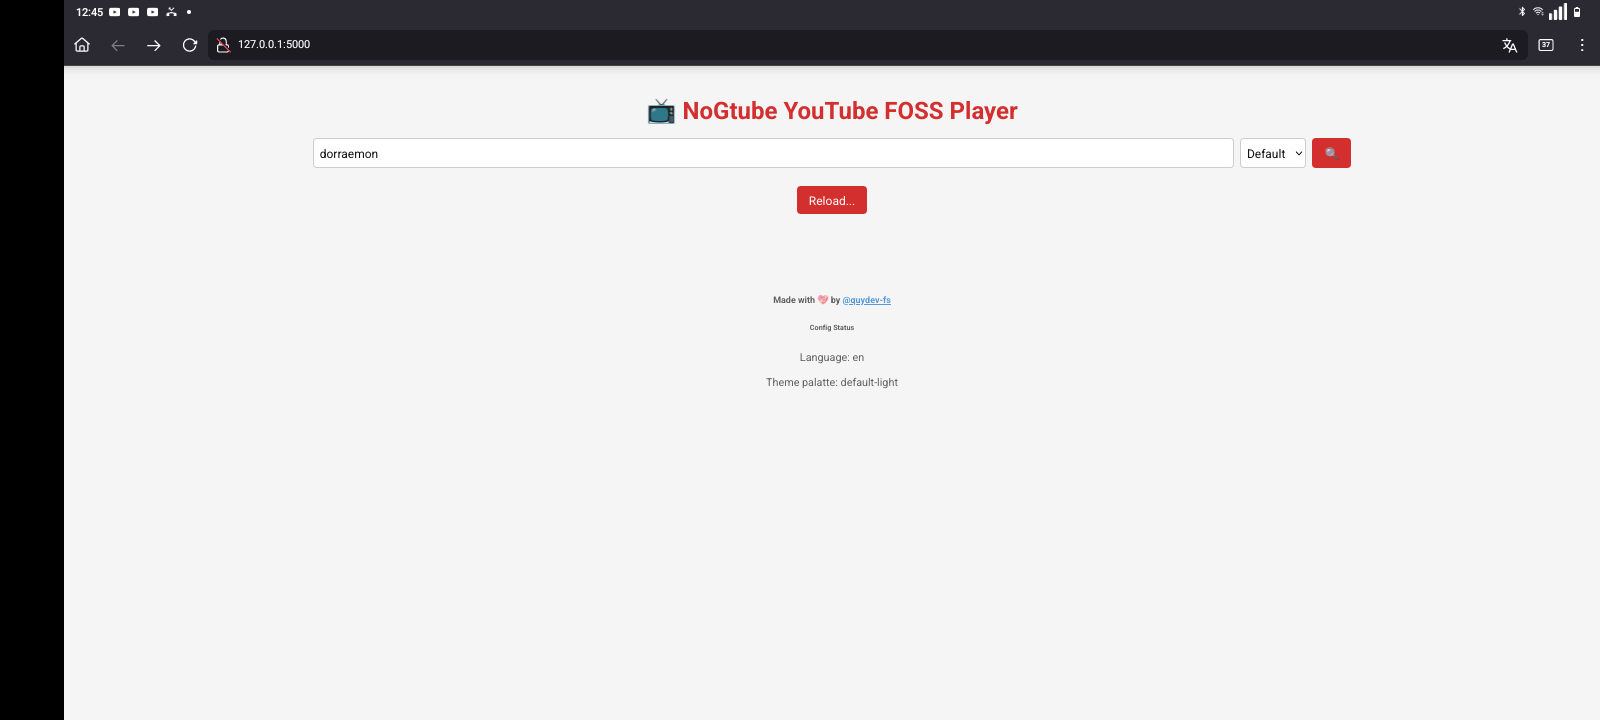 12:45
127.0.0.1:5000
37
📺 NoGtube YouTube FOSS Player
dorraemon
Default
Reload...
Made with 💖 by @quydev-fs
Config Status
Language: en
Theme palatte: default-light